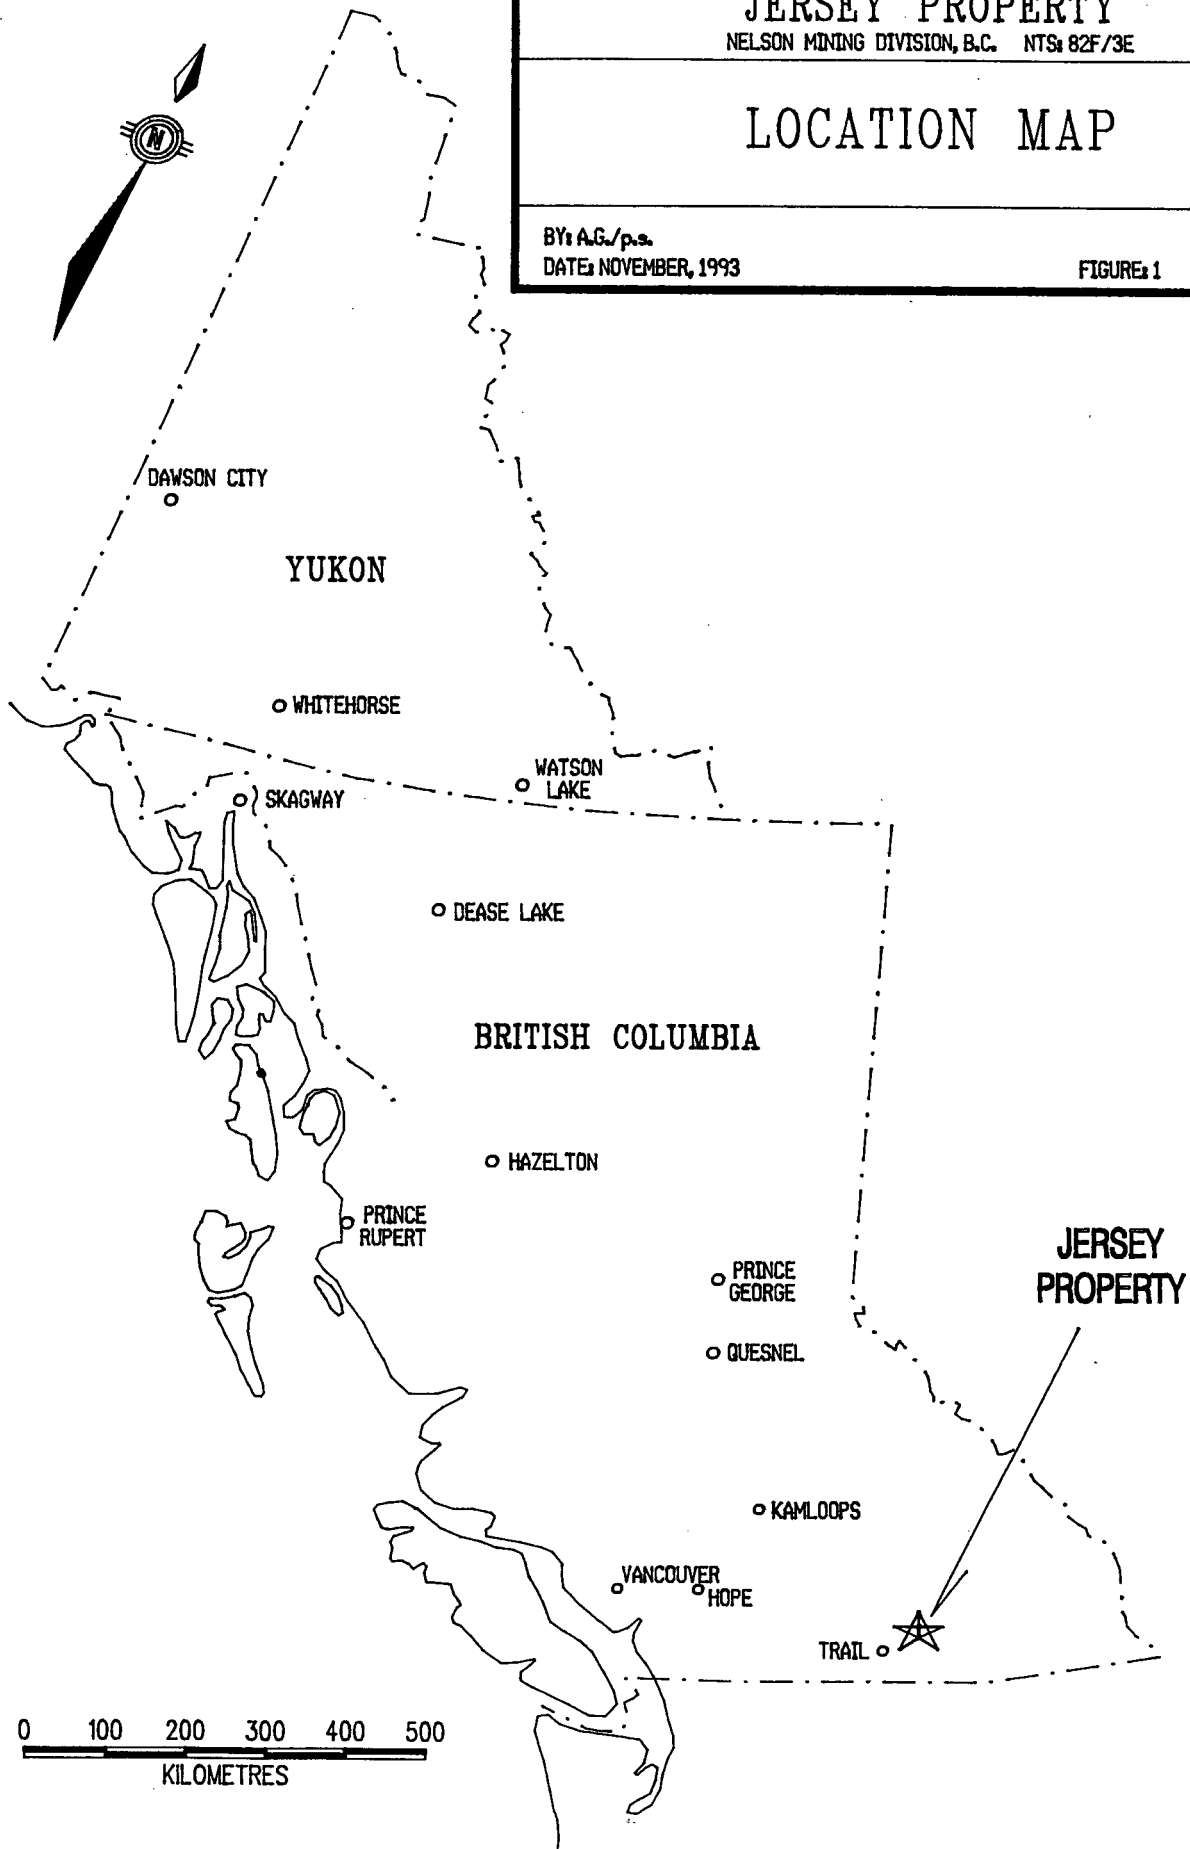 JERSEY PROPERTY
NELSON MINING DIVISION, B.C. NTS: 82F/3E
LOCATION MAP
BY: A.G./p.s.
DATE: NOVEMBER, 1993
FIGURE: 1
N
DAWSON CITY
YUKON
WHITEHORSE
WATSON
LAKE
SKAGWAY
DEASE LAKE
BRITISH COLUMBIA
HAZELTON
PRINCE
RUPERT
JERSEY
PROPERTY
PRINCE
GEORGE
QUESNEL
KAMLOOPS
VANCOUVER
HOPE
TRAIL
0 100 200 300 400 500
KILOMETRES